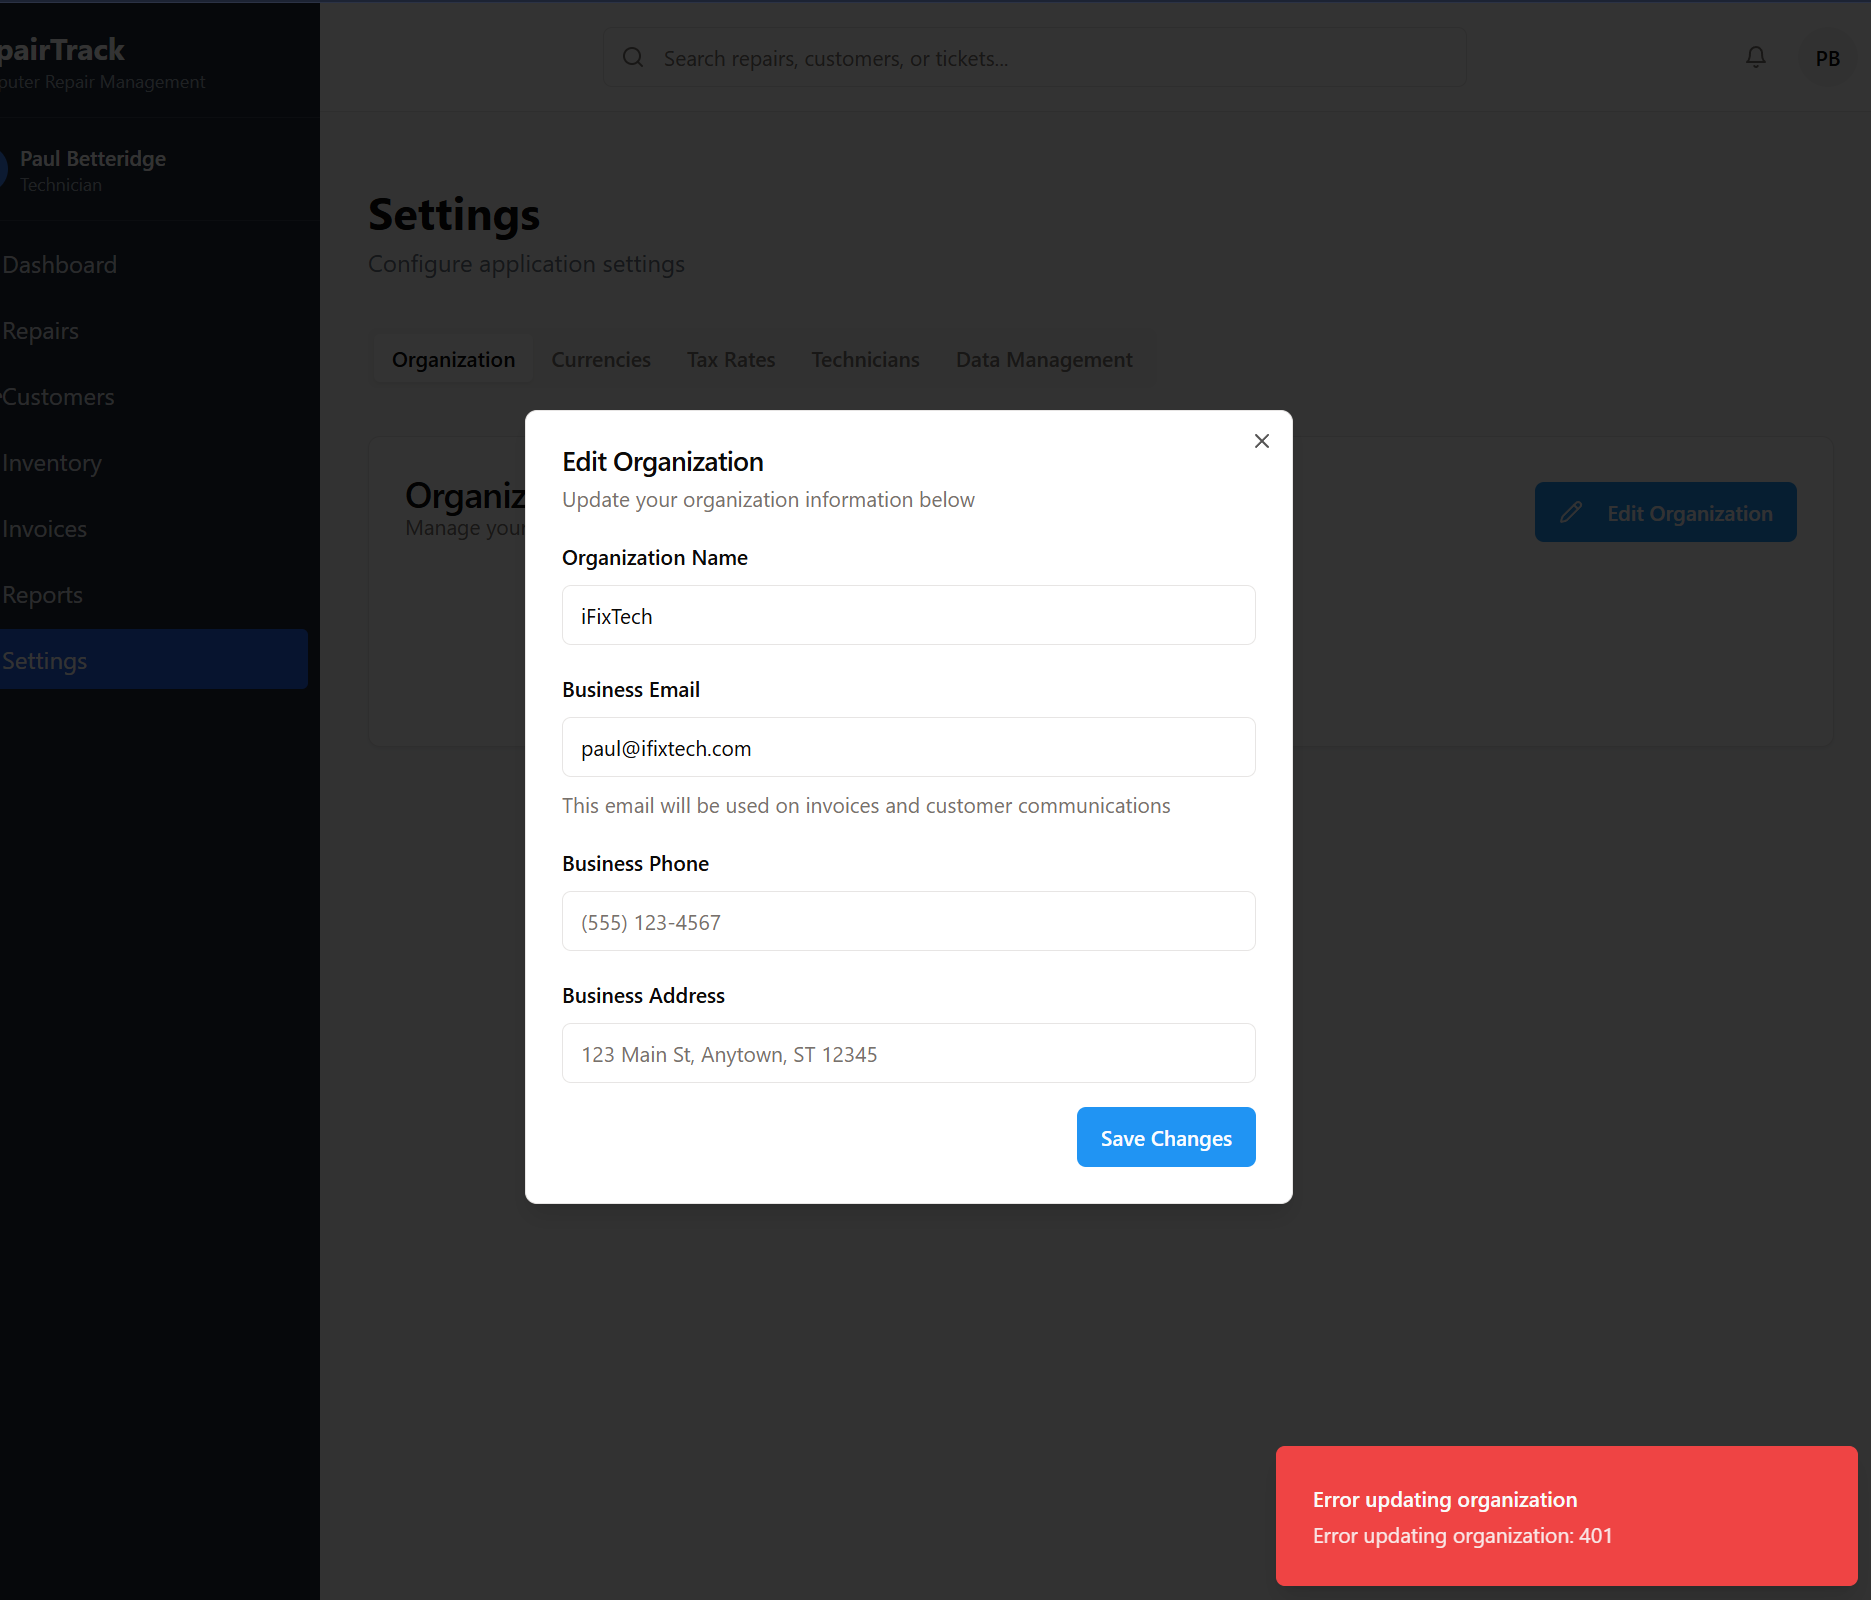 pairTrack
puter Repair Management
Paul Betteridge
Technician
Dashboard
Repairs
Customers
Inventory
Invoices
Reports
Settings
Search repairs, customers, or tickets...
PB
Settings
Configure application settings
Organization Currencies Tax Rates Technicians Data Management
Organiz
Manage your
Edit Organization
Edit Organization
Update your organization information below
Organization Name
iFixTech
Business Email
paul@ifixtech.com
This email will be used on invoices and customer communications
Business Phone
(555) 123-4567
Business Address
123 Main St, Anytown, ST 12345
Save Changes
Error updating organization
Error updating organization: 401